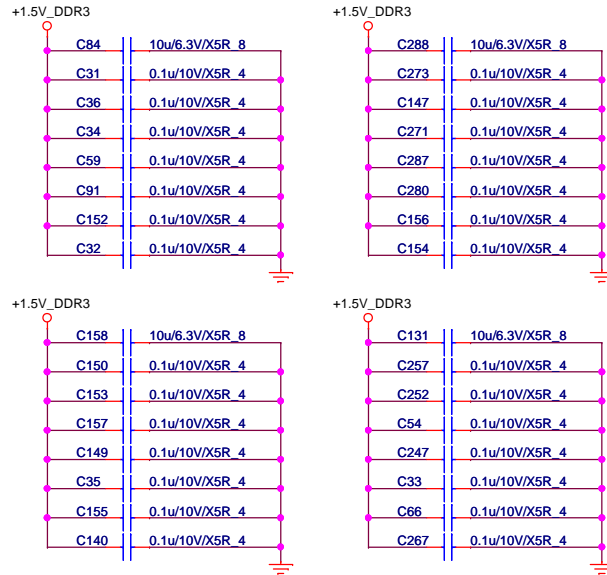 +1.5V_DDR3
C84 10u/6.3V/X5R_8
C31 0.1u/10V/X5R_4
C36 0.1u/10V/X5R_4
C34 0.1u/10V/X5R_4
C59 0.1u/10V/X5R_4
C91 0.1u/10V/X5R_4
C152 0.1u/10V/X5R_4
C32 0.1u/10V/X5R_4
+1.5V_DDR3
C288 10u/6.3V/X5R_8
C273 0.1u/10V/X5R_4
C147 0.1u/10V/X5R_4
C271 0.1u/10V/X5R_4
C287 0.1u/10V/X5R_4
C280 0.1u/10V/X5R_4
C156 0.1u/10V/X5R_4
C154 0.1u/10V/X5R_4
+1.5V_DDR3
C158 10u/6.3V/X5R_8
C150 0.1u/10V/X5R_4
C153 0.1u/10V/X5R_4
C157 0.1u/10V/X5R_4
C149 0.1u/10V/X5R_4
C35 0.1u/10V/X5R_4
C155 0.1u/10V/X5R_4
C140 0.1u/10V/X5R_4
+1.5V_DDR3
C131 10u/6.3V/X5R_8
C257 0.1u/10V/X5R_4
C252 0.1u/10V/X5R_4
C54 0.1u/10V/X5R_4
C247 0.1u/10V/X5R_4
C33 0.1u/10V/X5R_4
C66 0.1u/10V/X5R_4
C267 0.1u/10V/X5R_4